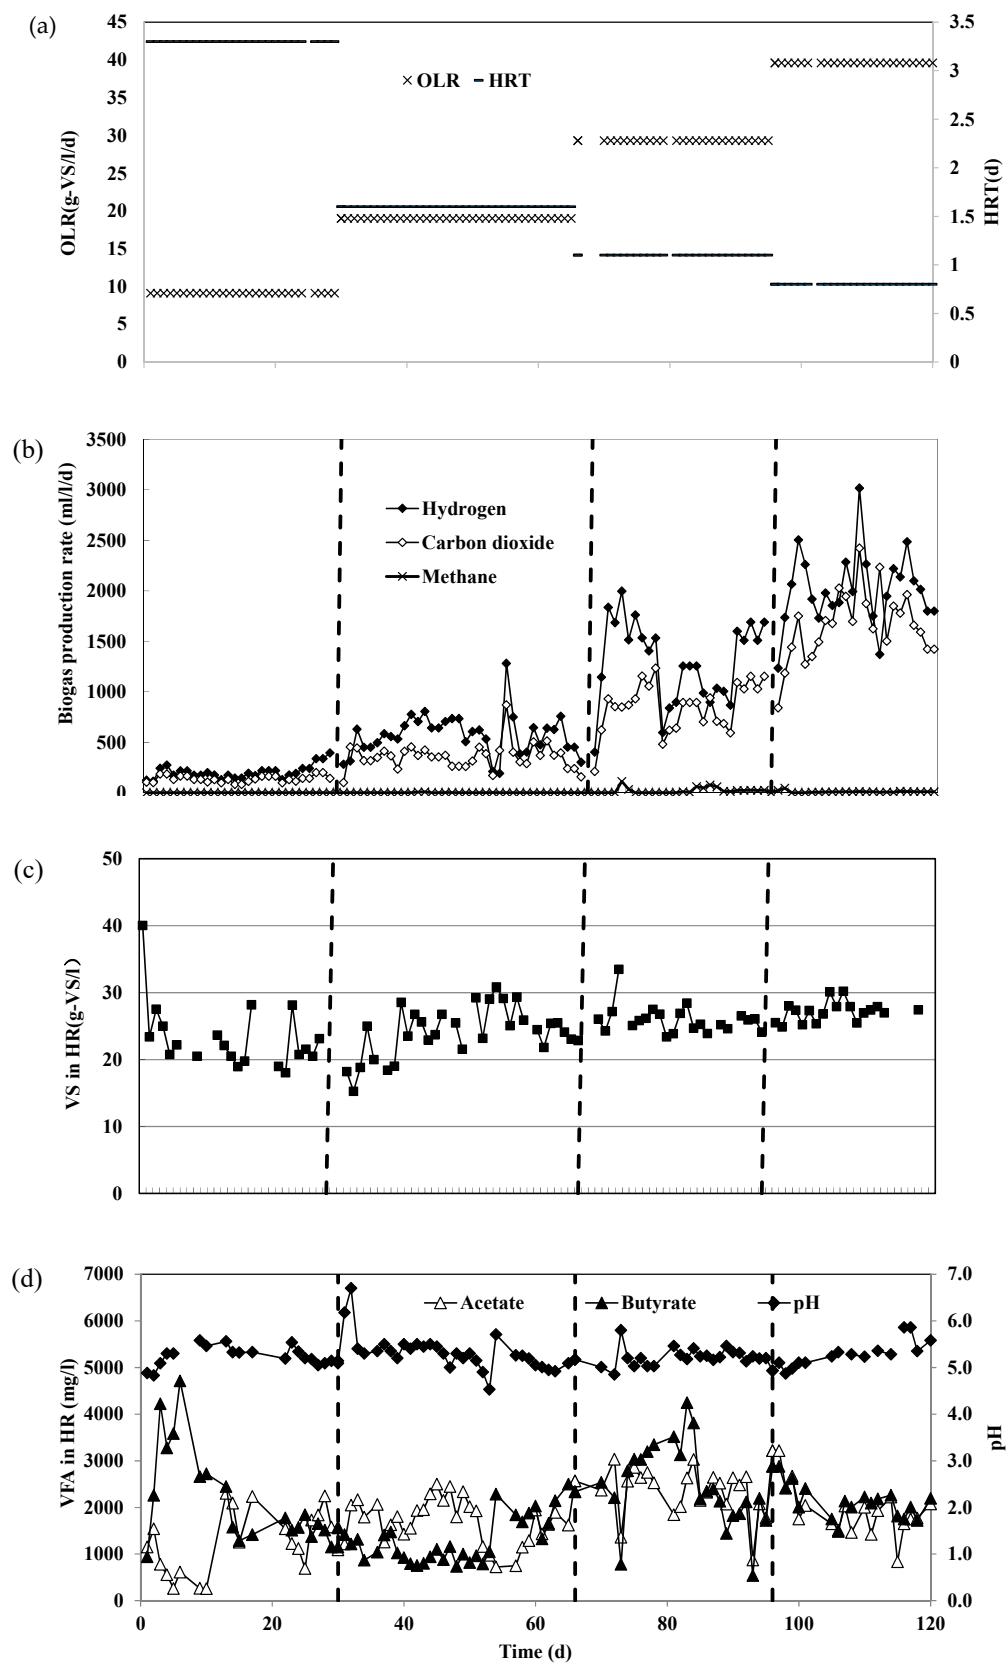 (a)
45
40
35
30
25
20
15
10
5
0
OLR(g-VS/l/d)
OLR HRT
3.5
3
2.5
2
1.5
1
0.5
0
HRT(d)
(b)
3500
3000
2500
2000
1500
1000
500
0
Biogas production rate (ml/l/d)
Hydrogen
Carbon dioxide
Methane
(c)
50
40
30
20
10
0
VS in HR(g-VS/l)
(d)
7000
6000
5000
4000
3000
2000
1000
0
VFA in HR (mg/l)
Acetate Butyrate pH
7.0
6.0
5.0
4.0
3.0
2.0
1.0
0.0
pH
0 20 40 60 80 100 120
Time (d)